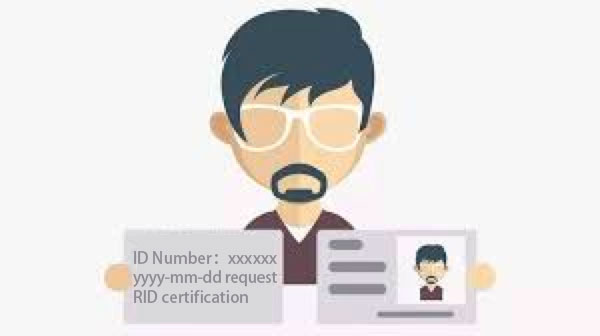 ID Number：xxxxxx
yyyy-mm-dd request
RID certification